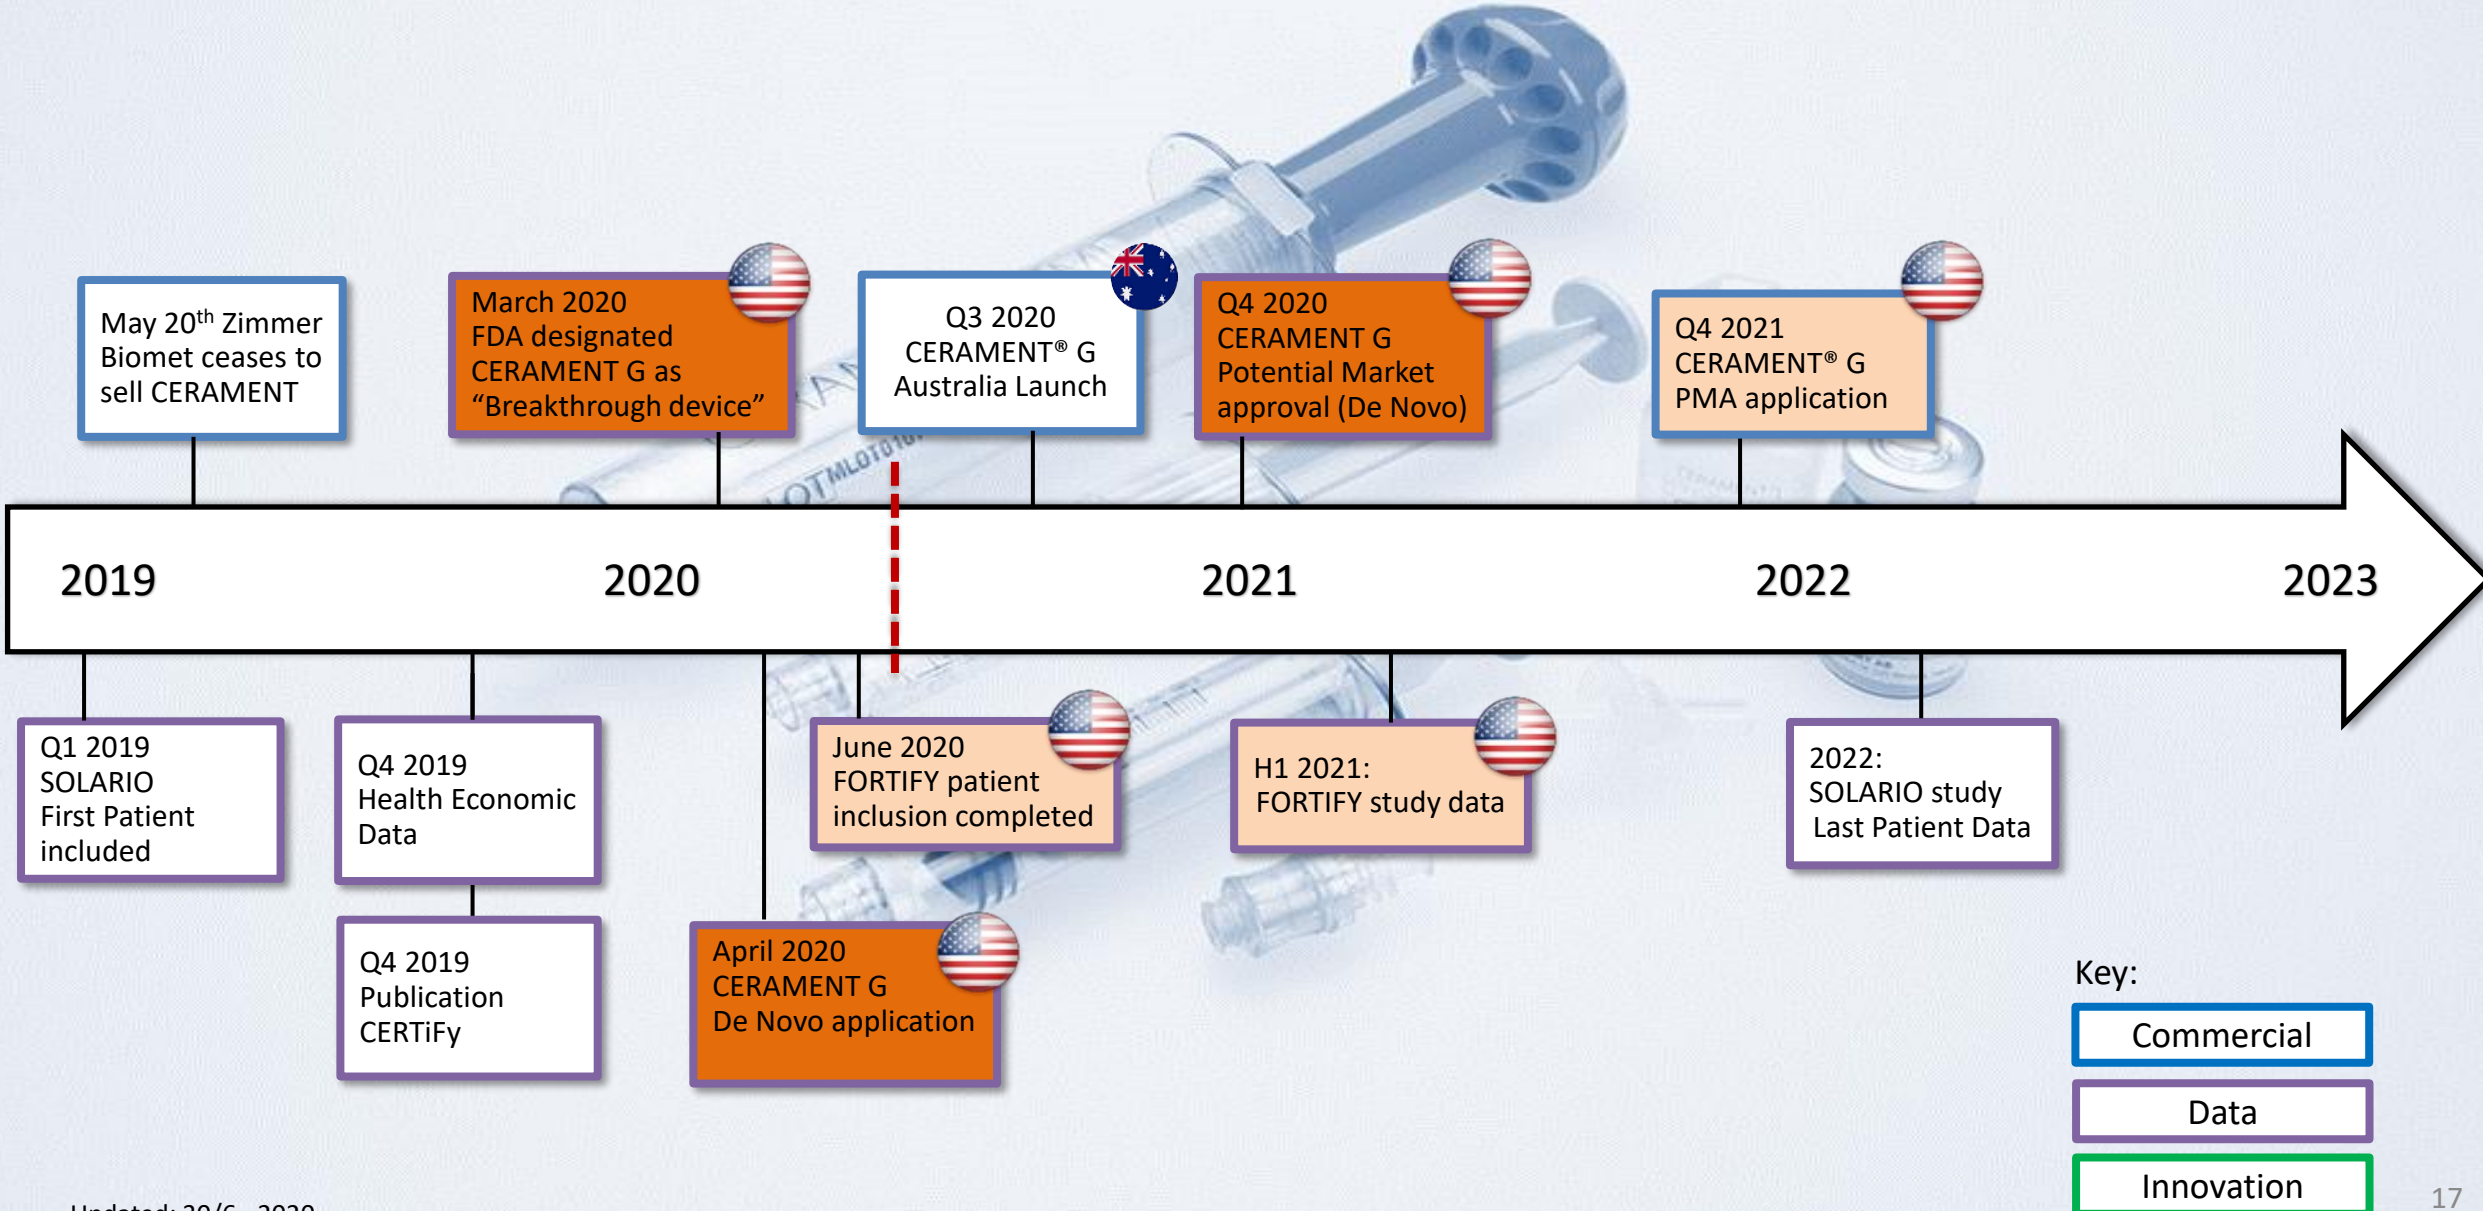 May 20th Zimmer
Biomet ceases to
sell CERAMENT
March 2020
FDA designated
CERAMENT G as
“Breakthrough device”
Q3 2020
CERAMENT® G
Australia Launch
Q4 2020
CERAMENT G
Potential Market
approval (De Novo)
Q4 2021
CERAMENT® G
PMA application
2019
2020
2021
2022
2023
Q1 2019
SOLARIO
First Patient
included
Q4 2019
Health Economic
Data
Q4 2019
Publication
CERTiFy
April 2020
CERAMENT G
De Novo application
June 2020
FORTIFY patient
inclusion completed
H1 2021:
FORTIFY study data
2022:
SOLARIO study
Last Patient Data
Key:
Commercial
Data
Innovation
17